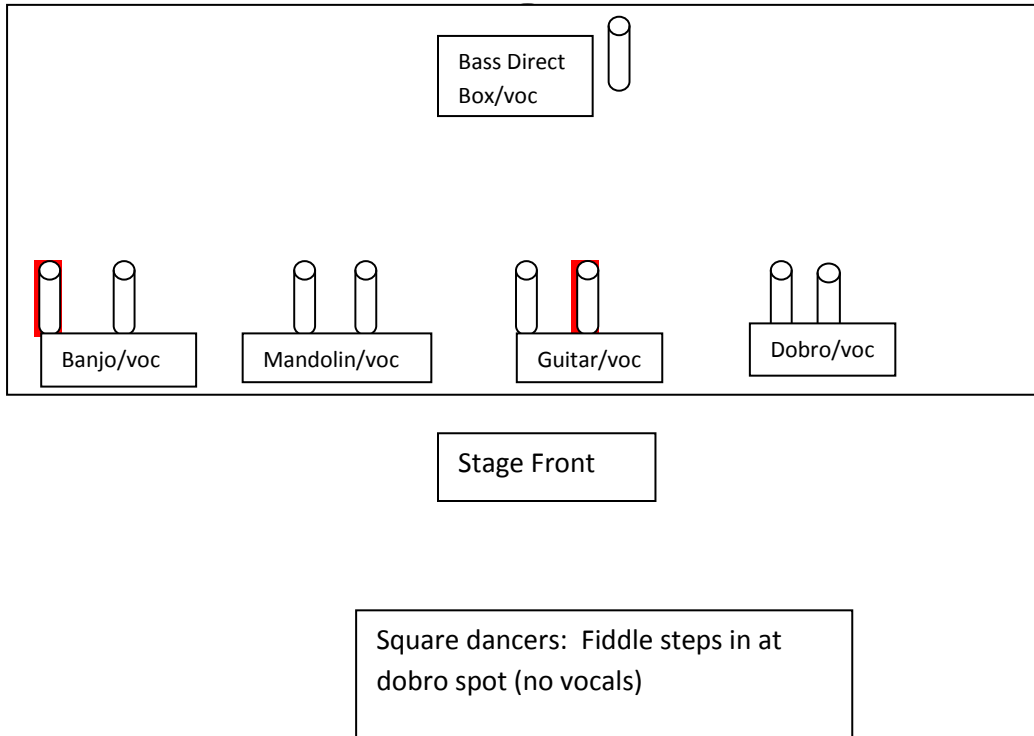 Bass Direct
Box/voc
Banjo/voc
Mandolin/voc
Guitar/voc
Dobro/voc
Stage Front
Square dancers:  Fiddle steps in at
dobro spot (no vocals)